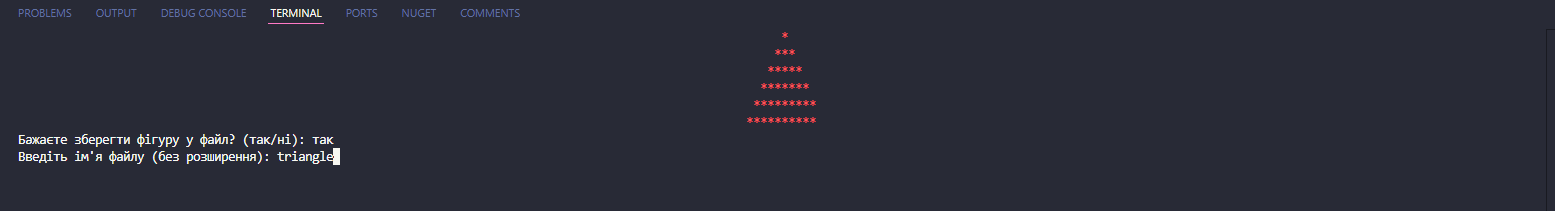 PROBLEMS OUTPUT DEBUG CONSOLE TERMINAL PORTS NUGET COMMENTS
*
***
*****
*******
*********
**********
Бажаєте зберегти фігуру у файл? (так/ні): так
Введіть ім'я файлу (без розширення): triangle